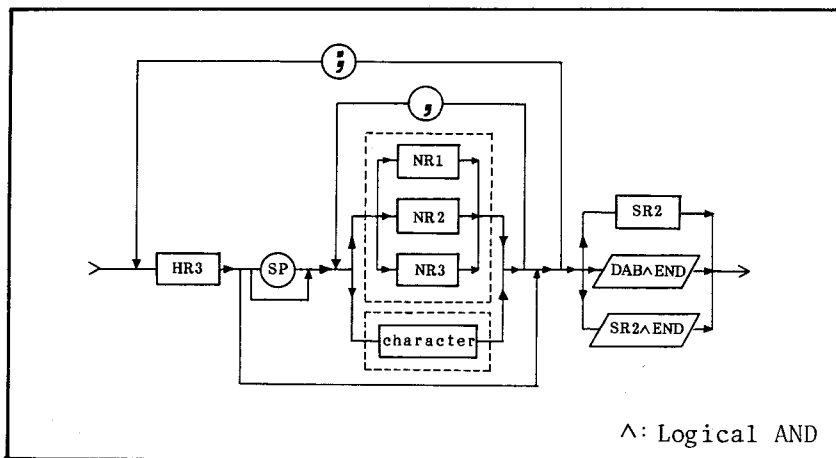 ;
,
NR1
SR2
NR2
HR3
SP
DAB∧END
NR3
SR2∧END
character
∧: Logical AND